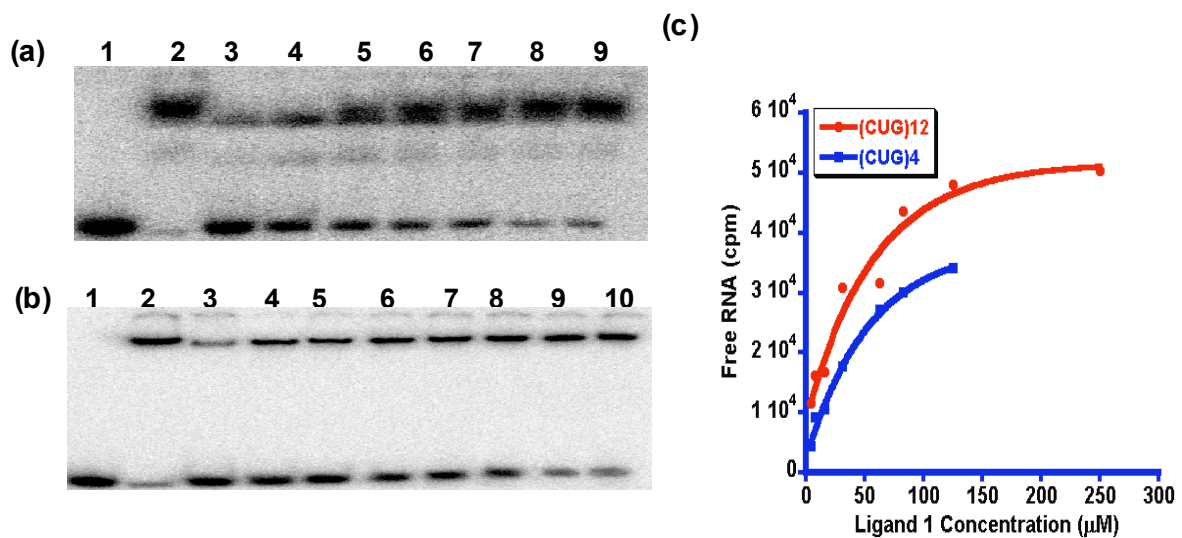 (a)
1 2 3 4 5 6 7 8 9
(b)
1 2 3 4 5 6 7 8 9 10
(c)
(CUG)12
(CUG)4
Free RNA (cpm)
6 10⁴
5 10⁴
4 10⁴
3 10⁴
2 10⁴
1 10⁴
0
0 50 100 150 200 250 300
Ligand 1 Concentration (μM)